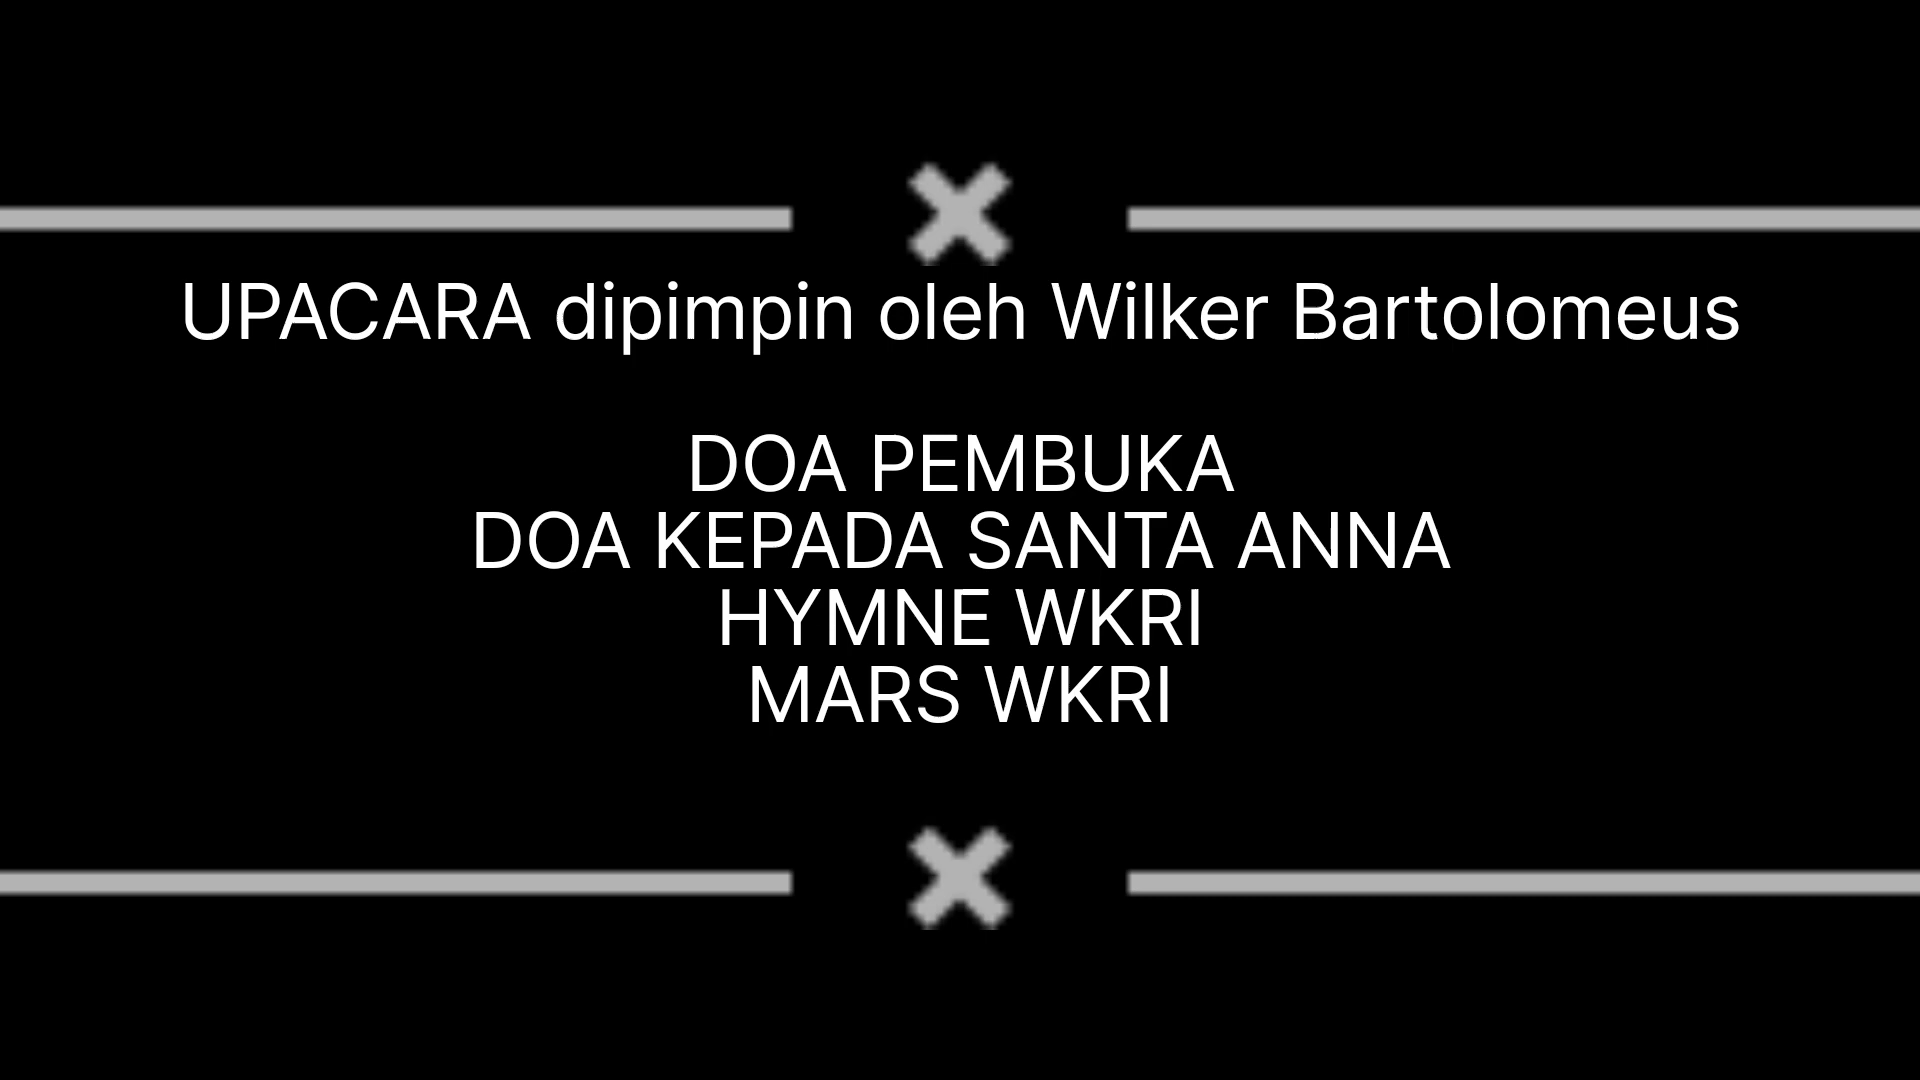 UPACARA dipimpin oleh Wilker Bartolomeus
DOA PEMBUKA
DOA KEPADA SANTA ANNA
HYMNE WKRI
MARS WKRI